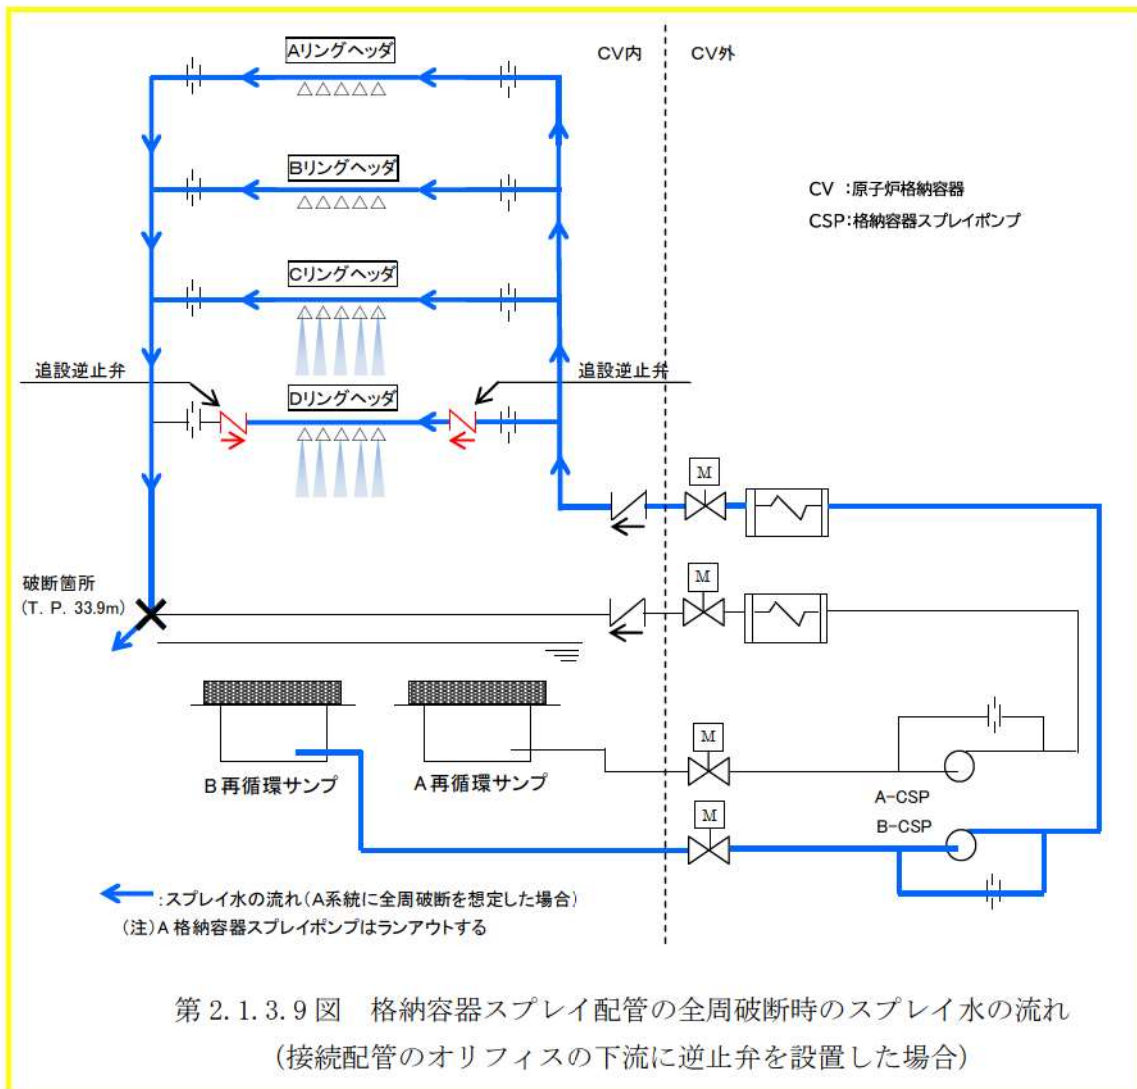 Aリングヘッダ
CV内
CV外
Bリングヘッダ
CV :原子炉格納容器
CSP:格納容器スプレイポンプ
Cリングヘッダ
追設逆止弁
追設逆止弁
Dリングヘッダ
M
破断箇所
(T. P. 33.9m)
M
M
B再循環サンプ
A再循環サンプ
A-CSP
B-CSP
M
:スプレイ水の流れ(A系統に全周破断を想定した場合)
(注)A格納容器スプレイポンプはランアウトする
第 2.1.3.9 図 格納容器スプレイ配管の全周破断時のスプレイ水の流れ
(接続配管のオリフィスの下流に逆止弁を設置した場合)